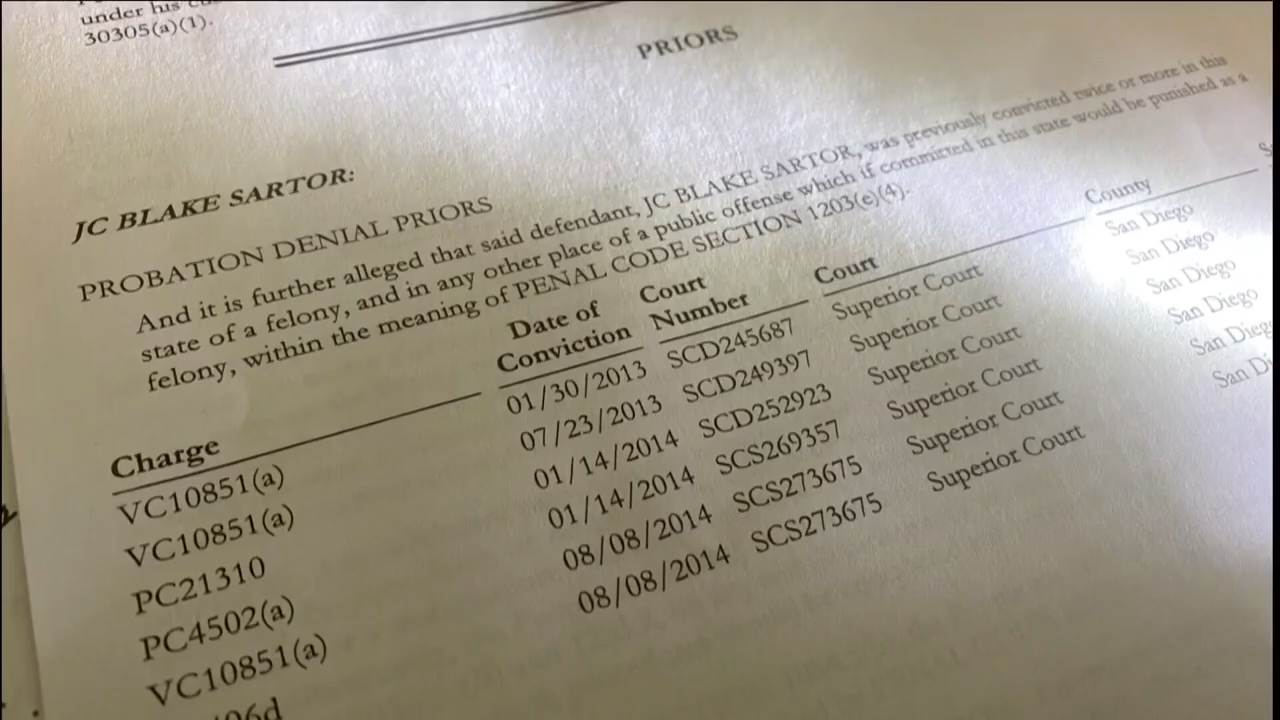 under his
30305(a)(1).
PRIORS
JC BLAKE SARTOR:
PROBATION DENIAL PRIORS
And it is further alleged that said defendant, JC BLAKE SARTOR, was previously convicted twice or more in this
state of a felony, and in any other place of a public offense which if committed in this state would be punished as a
felony, within the meaning of PENAL CODE SECTION 1203(e)(4).
Charge Date of Conviction Court Number Court County
VC10851(a) 01/30/2013 SCD245687 Superior Court San Diego
VC10851(a) 07/23/2013 SCD249397 Superior Court San Diego
PC21310 01/14/2014 SCD252923 Superior Court San Diego
PC4502(a) 01/14/2014 SCS269357 Superior Court San Diego
VC10851(a) 08/08/2014 SCS273675 Superior Court San Dieg
06d 08/08/2014 SCS273675 Superior Court San D